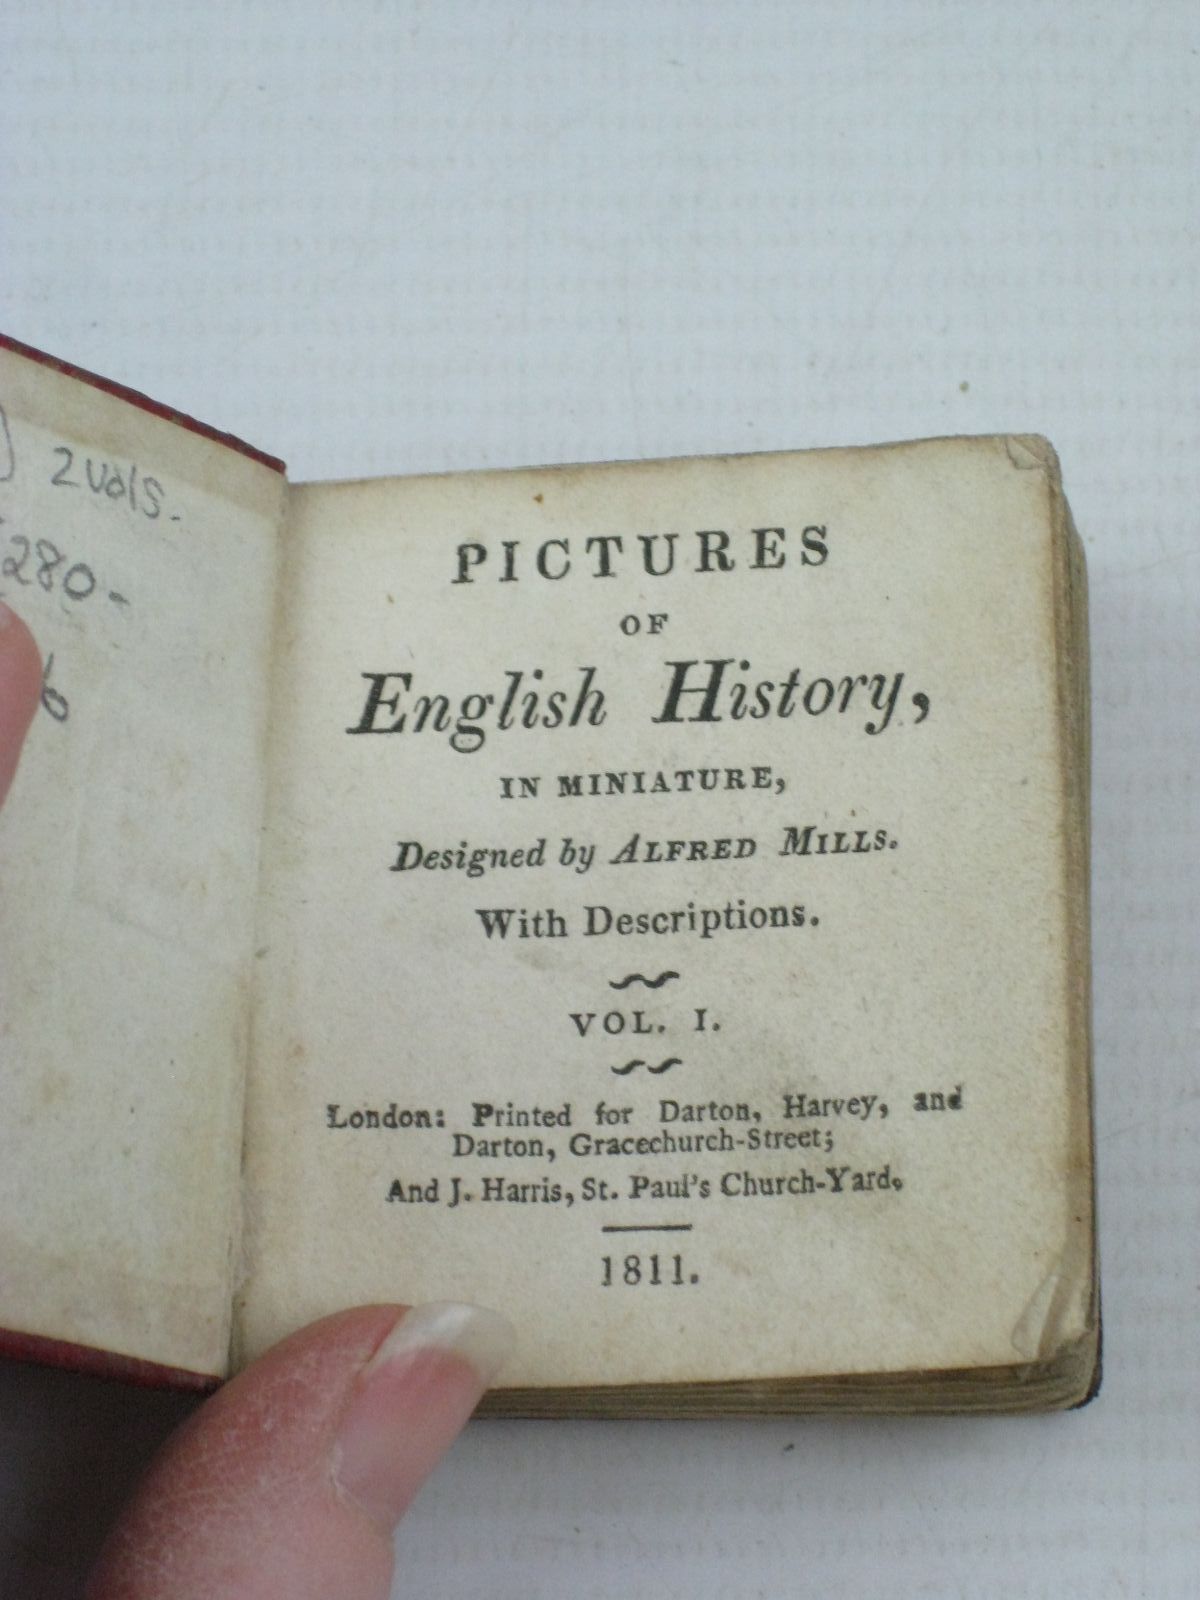 2 vols.
280-
6
PICTURES
OF
English History,
IN MINIATURE,
Designed by ALFRED MILLS.
With Descriptions.
VOL. I.
London: Printed for Darton, Harvey, and
Darton, Gracechurch-Street;
And J. Harris, St. Paul's Church-Yard.
1811.